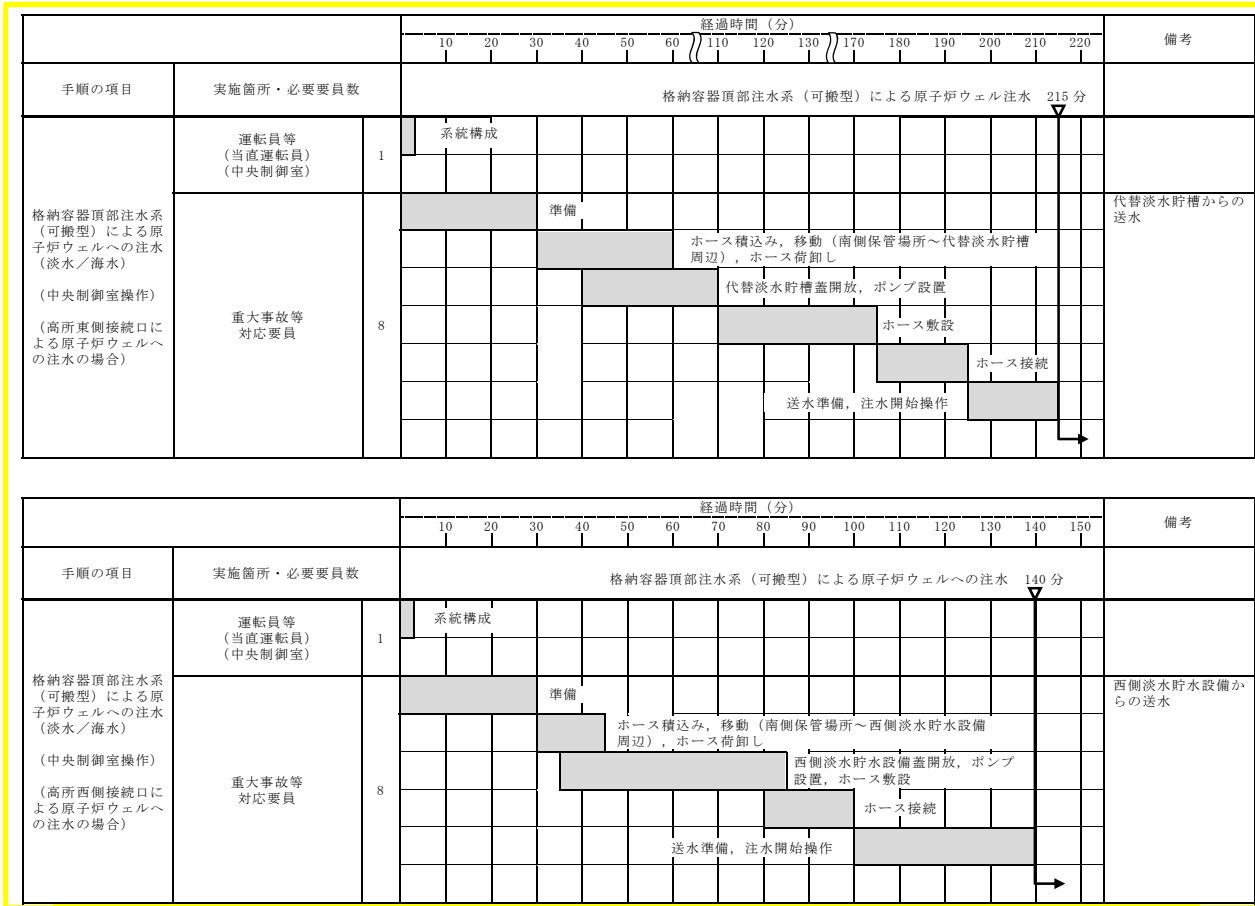 経過時間（分）
備考
10 20 30 40 50 60 110 120 130 170 180 190 200 210 220
手順の項目
実施箇所・必要要員数
格納容器頂部注水系（可搬型）による原子炉ウェル注水 215 分
格納容器頂部注水系
（可搬型）による原
子炉ウェルへの注水
（淡水／海水）
（中央制御室操作）
（高所東側接続口に
よる原子炉ウェルへ
の注水の場合）
運転員等
（当直運転員）
（中央制御室）
1
系統構成
重大事故等
対応要員
8
準備
ホース積込み，移動（南側保管場所～代替淡水貯槽
周辺），ホース荷卸し
代替淡水貯槽蓋開放，ポンプ設置
ホース敷設
ホース接続
送水準備，注水開始操作
代替淡水貯槽からの
送水
経過時間（分）
備考
10 20 30 40 50 60 70 80 90 100 110 120 130 140 150
手順の項目
実施箇所・必要要員数
格納容器頂部注水系（可搬型）による原子炉ウェルへの注水 140 分
格納容器頂部注水系
（可搬型）による原
子炉ウェルへの注水
（淡水／海水）
（中央制御室操作）
（高所西側接続口に
よる原子炉ウェルへ
の注水の場合）
運転員等
（当直運転員）
（中央制御室）
1
系統構成
重大事故等
対応要員
8
準備
ホース積込み，移動（南側保管場所～西側淡水貯水設備
周辺），ホース荷卸し
西側淡水貯水設備蓋開放，ポンプ
設置，ホース敷設
ホース接続
送水準備，注水開始操作
西側淡水貯水設備か
らの送水